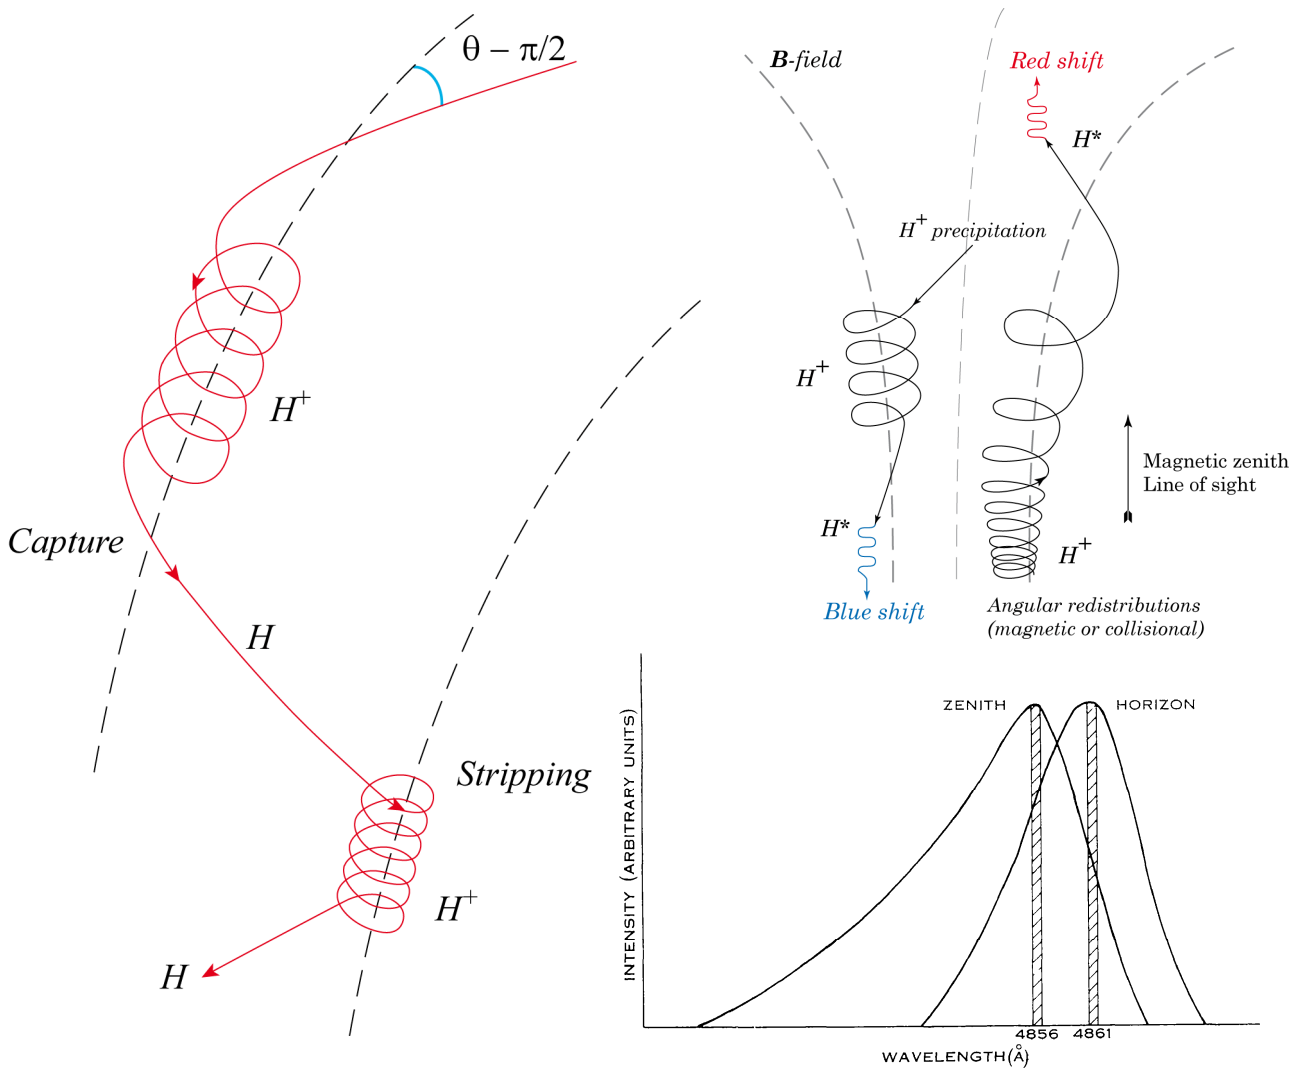 θ – π/2
H+
Capture
H
Stripping
H+
H
B-field
Red shift
H*
H+ precipitation
H+
Magnetic zenith
Line of sight
H*
H+
Blue shift
Angular redistributions
(magnetic or collisional)
ZENITH
HORIZON
INTENSITY (ARBITRARY UNITS)
4856
4861
WAVELENGTH (Å)